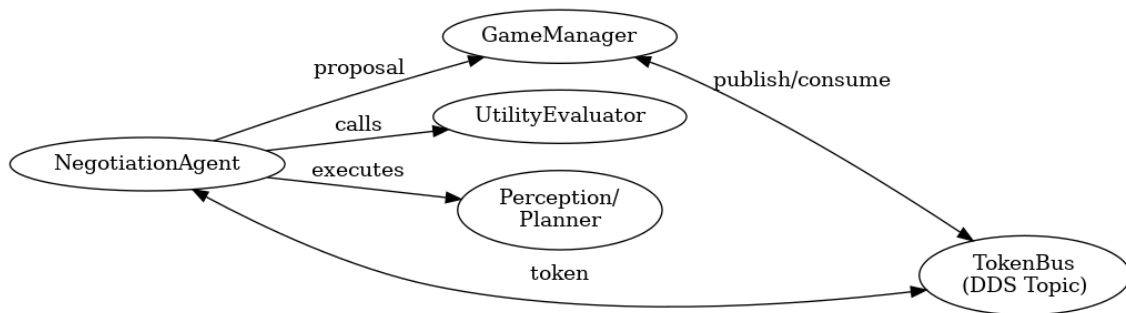 GameManager
proposal
publish/consume
UtilityEvaluator
calls
NegotiationAgent
executes
Perception/
Planner
token
TokenBus
(DDS Topic)